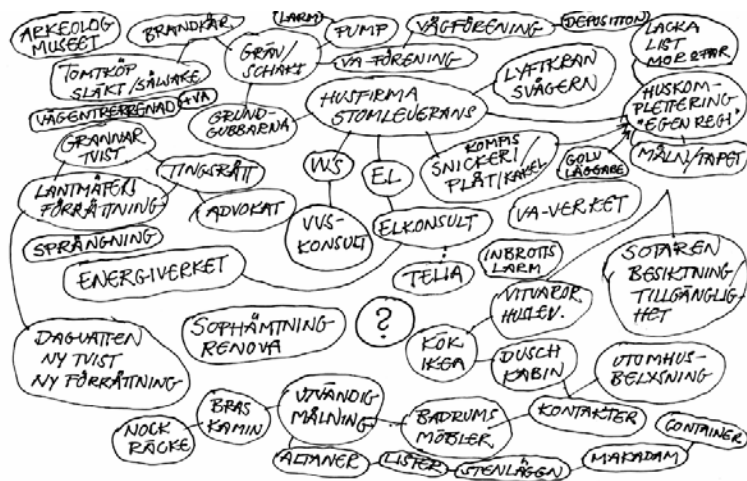 ARKEOLOG
MUSEET
BRANDKÅR
LARM
PUMP
VÄGFÖRENING
DEPOSITION
LACKA
LIST
MOR & FAR
TOMTKÖP
SLÄKT/SÄLJARE
GRÄV/
SCHAKT
VA-FÖRENING
LYFTKRAN
SVÅGERN
VÄGENTREPRENAD
+VA
GRUND-
GUBBARNA
HUSFIRMA
STOMLEVERANS
HUSKOM-
PLETTERING
"EGEN REGI"
GRANNAR
TVIST
TINGSRÄTT
VVS
EL
KOMPIS
SNICKERI/
PLÅT/KAKEL
GOLV
LÄGGARE
MÅLN/TAPET
LANTMÄTERI
FÖRRÄTTNING
ADVOKAT
VVS-
KONSULT
ELKONSULT
VA-VERKET
SPRÄNGNING
ENERGIVERKET
TELIA
INBROTTS
LARM
SOTAREN
BESIKTNING
TILLGÄNGLIG
HET
DAGVATTEN
NY TVIST
NY FÖRRÄTTNING
SOPHÄMTNING
RENOVA
?
VITVAROR
HUSLEV.
KÖK
IKEA
DUSCH
KABIN
UTOMHUS-
BELYSNING
NOCK
RÄCKE
BRAS
KAMIN
UTVÄNDIG
MÅLNING
BADRUMS
MÖBLER
KONTAKTER
CONTAINER
ALTANER
LISTER
STENLÄGGN
MAKADAM